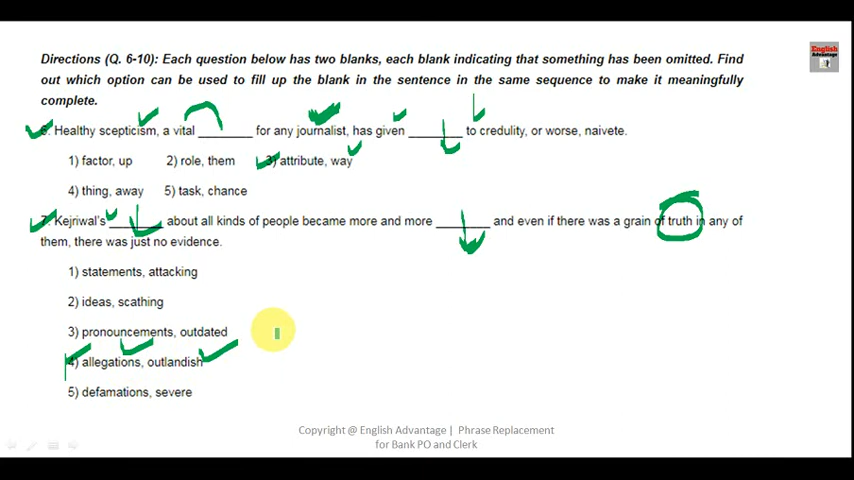 English
Advantage
Directions (Q. 6-10): Each question below has two blanks, each blank indicating that something has been omitted. Find
out which option can be used to fill up the blank in the sentence in the same sequence to make it meaningfully
complete.
6. Healthy scepticism, a vital ________ for any journalist, has given ________ to credulity, or worse, naivete.
1) factor, up 2) role, them 3) attribute, way
4) thing, away 5) task, chance
7. Kejriwal's ________ about all kinds of people became more and more ________ and even if there was a grain of truth in any of
them, there was just no evidence.
1) statements, attacking
2) ideas, scathing
3) pronouncements, outdated
4) allegations, outlandish
5) defamations, severe
Copyright @ English Advantage | Phrase Replacement
for Bank PO and Clerk